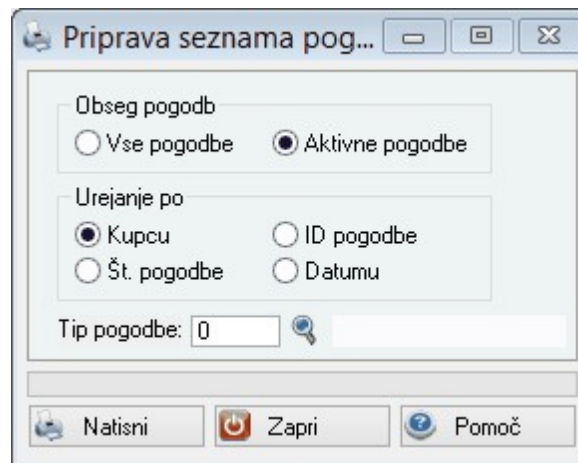 Priprava seznama pog...
Obseg pogodb
Vse pogodbe Aktivne pogodbe
Urejanje po
Kupcu ID pogodbe
Št. pogodbe Datumu
Tip pogodbe: 0
Natisni Zapri Pomoč